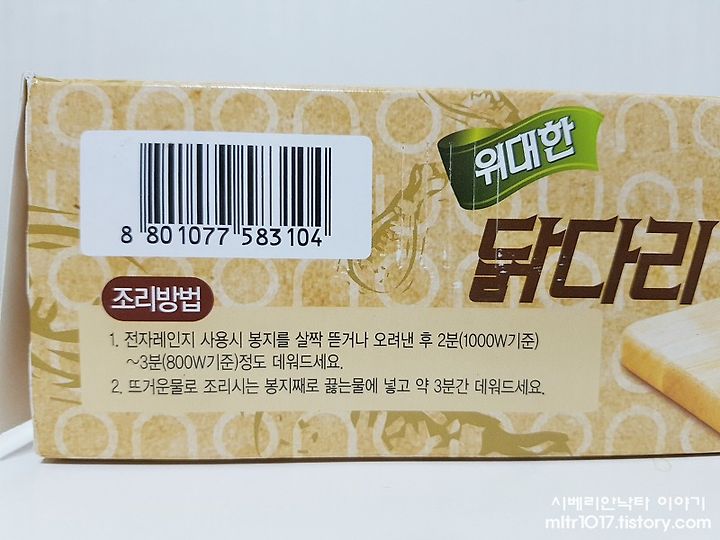 위대한
닭다리
8 801077 583104
조리방법
1. 전자레인지 사용시 봉지를 살짝 뜯거나 오려낸 후 2분(1000W기준)
~3분(800W기준)정도 데워드세요.
2. 뜨거운물로 조리시는 봉지째로 끓는물에 넣고 약 3분간 데워드세요.
시베리안낙타 이야기
mltr1017.tistory.com